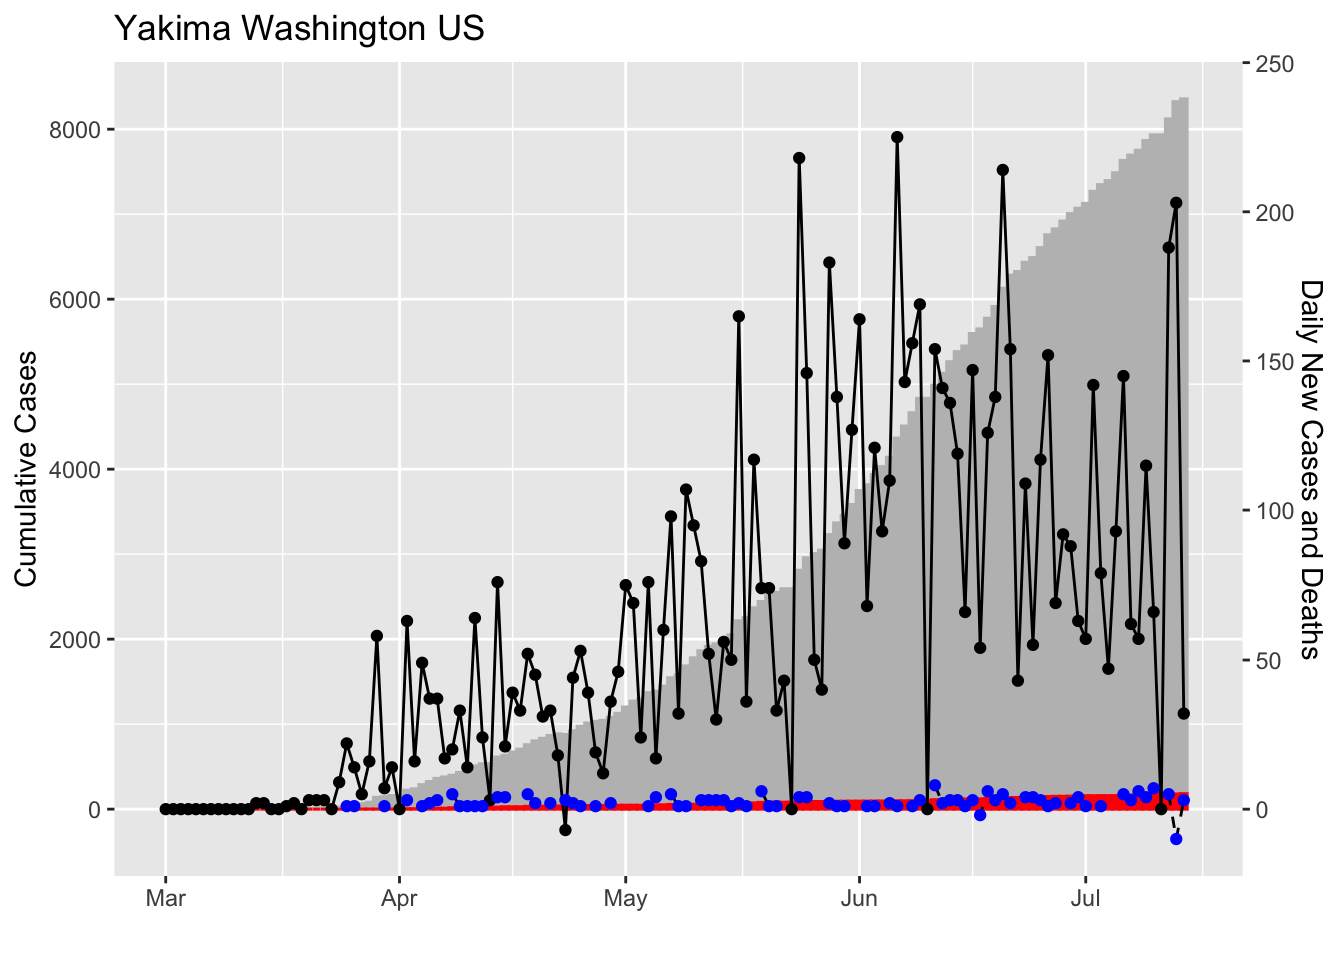 Yakima Washington US
250
8000
200
6000
150
4000
100
2000
50
0
0
Cumulative Cases
Daily New Cases and Deaths
Mar
Apr
May
Jun
Jul